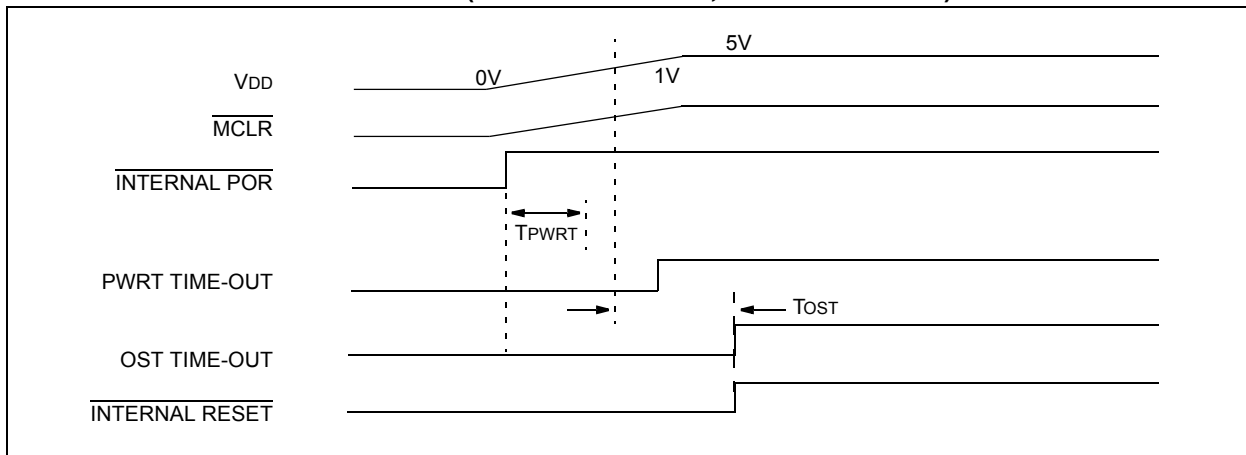 5V
0V
1V
VDD
MCLR
INTERNAL POR
TPWRT
PWRT TIME-OUT
TOST
OST TIME-OUT
INTERNAL RESET